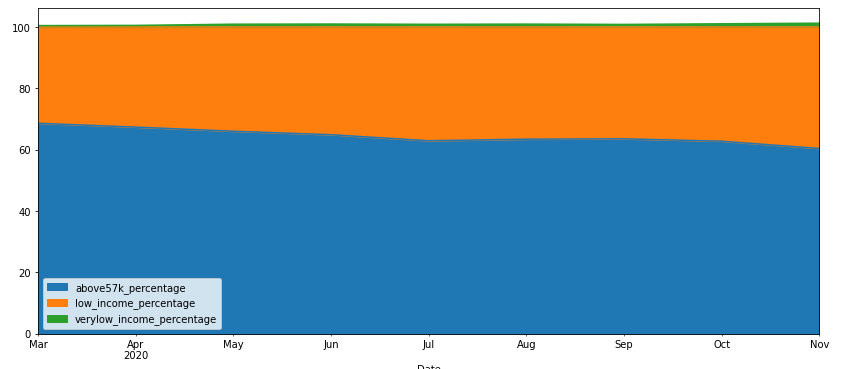 100
80
60
40
20
0
above57k_percentage
low_income_percentage
verylow_income_percentage
Mar Apr May Jun Jul Aug Sep Oct Nov
2020
Date